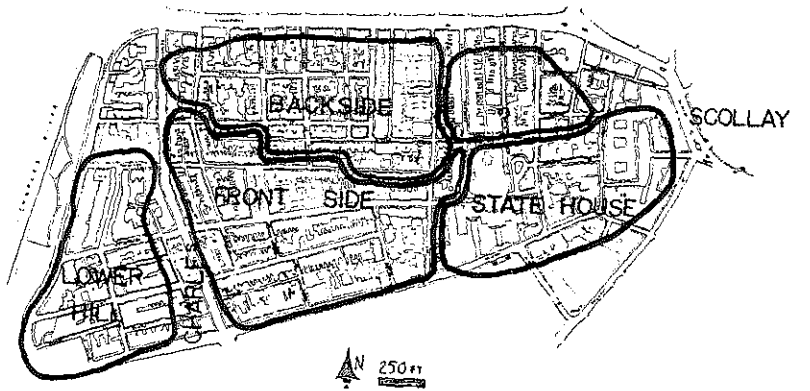 BACKSIDE
SCOLLAY
FRONT SIDE
STATE HOUSE
LOWER
HILL
CHARLES
N 250 FT